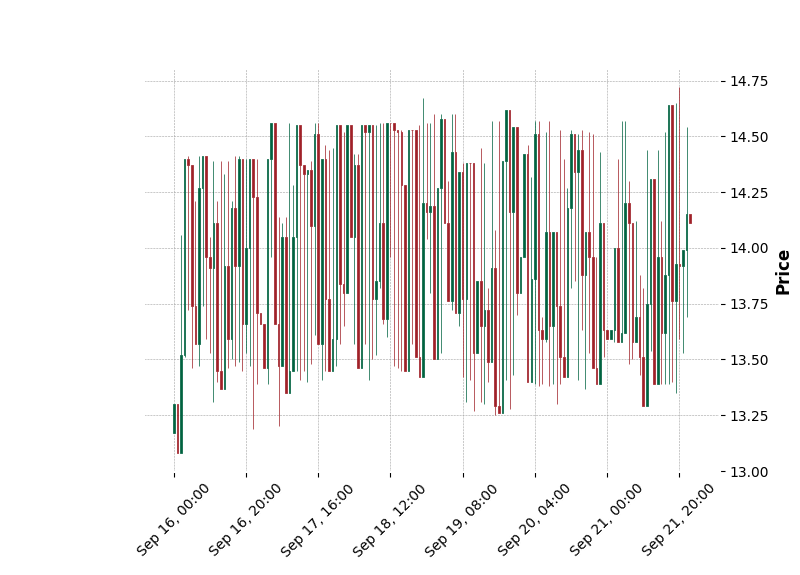 14.75
14.50
14.25
14.00
13.75
13.50
13.25
13.00
Price
Sep 16, 00:00
Sep 16, 20:00
Sep 17, 16:00
Sep 18, 12:00
Sep 19, 08:00
Sep 20, 04:00
Sep 21, 00:00
Sep 21, 20:00